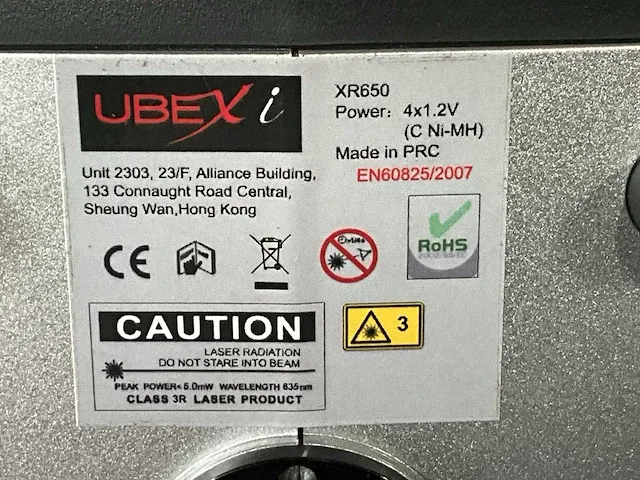 UBEXi
Unit 2303, 23/F, Alliance Building,
133 Connaught Road Central,
Sheung Wan,Hong Kong
XR650
Power: 4x1.2V
(C Ni-MH)
Made in PRC
EN60825/2007
CE
RoHS
CAUTION
LASER RADIATION
DO NOT STARE INTO BEAM
PEAK POWER< 5.0mW WAVELENGTH 635nm
CLASS 3R LASER PRODUCT
3